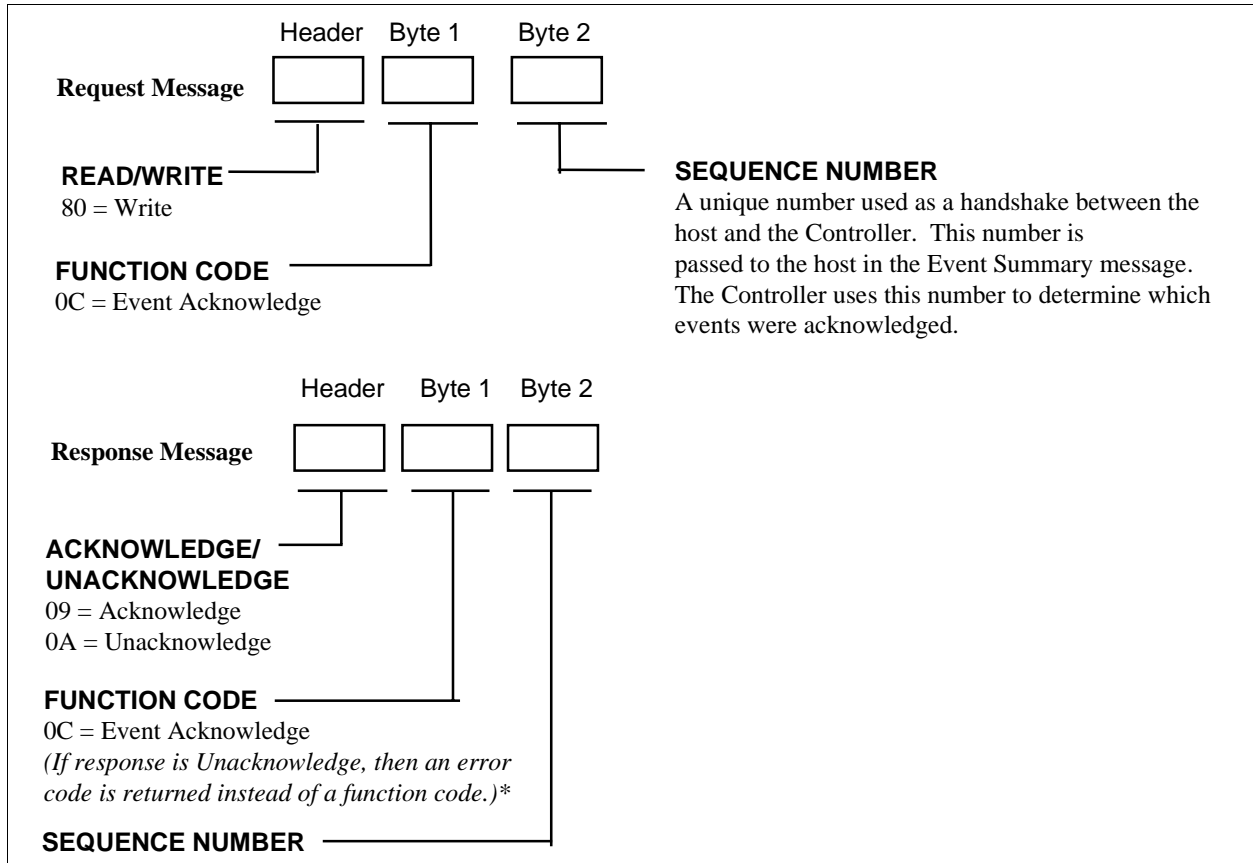 Header Byte 1 Byte 2
Request Message
READ/WRITE
80 = Write
FUNCTION CODE
0C = Event Acknowledge
SEQUENCE NUMBER
A unique number used as a handshake between the
host and the Controller. This number is
passed to the host in the Event Summary message.
The Controller uses this number to determine which
events were acknowledged.
Header Byte 1 Byte 2
Response Message
ACKNOWLEDGE/
UNACKNOWLEDGE
09 = Acknowledge
0A = Unacknowledge
FUNCTION CODE
0C = Event Acknowledge
(If response is Unacknowledge, then an error
code is returned instead of a function code.)*
SEQUENCE NUMBER